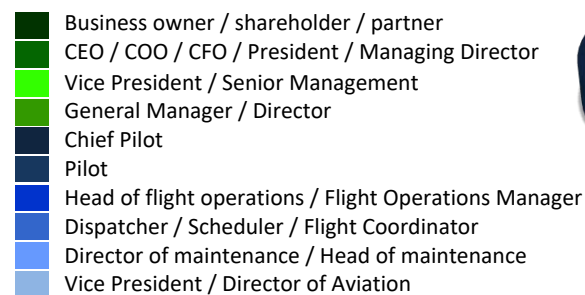 Business owner / shareholder / partner
CEO / COO / CFO / President / Managing Director
Vice President / Senior Management
General Manager / Director
Chief Pilot
Pilot
Head of flight operations / Flight Operations Manager
Dispatcher / Scheduler / Flight Coordinator
Director of maintenance / Head of maintenance
Vice President / Director of Aviation